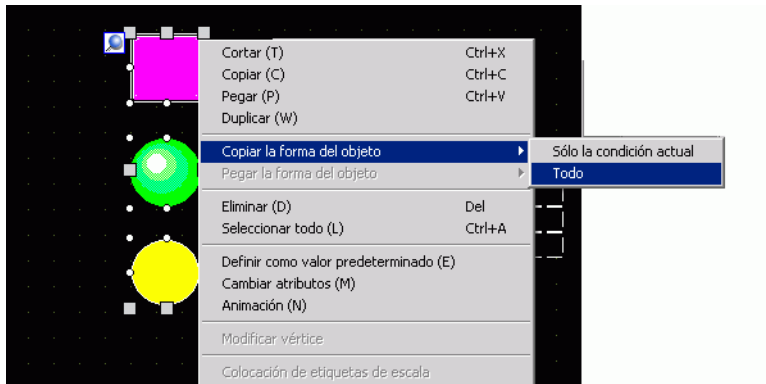 Cortar (T) Ctrl+X
Copiar (C) Ctrl+C
Pegar (P) Ctrl+V
Duplicar (W)
Copiar la forma del objeto
Sólo la condición actual
Pegar la forma del objeto
Todo
Eliminar (D) Del
Seleccionar todo (L) Ctrl+A
Definir como valor predeterminado (E)
Cambiar atributos (M)
Animación (N)
Modificar vértice
Colocación de etiquetas de escala